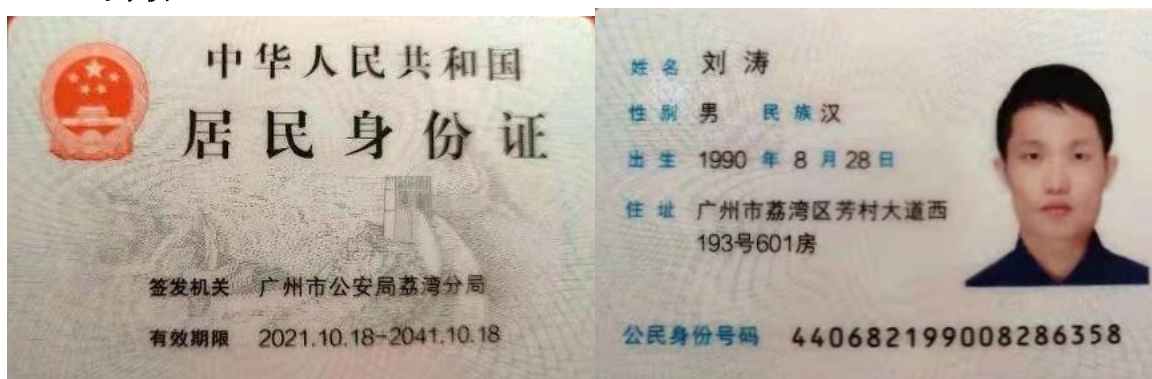 中华人民共和国
居民身份证
签发机关 广州市公安局荔湾分局
有效期限 2021.10.18-2041.10.18
姓名 刘涛
性别 男 民族 汉
出生 1990 年 8 月 28 日
住址 广州市荔湾区芳村大道西
193号601房
公民身份号码 440682199008286358